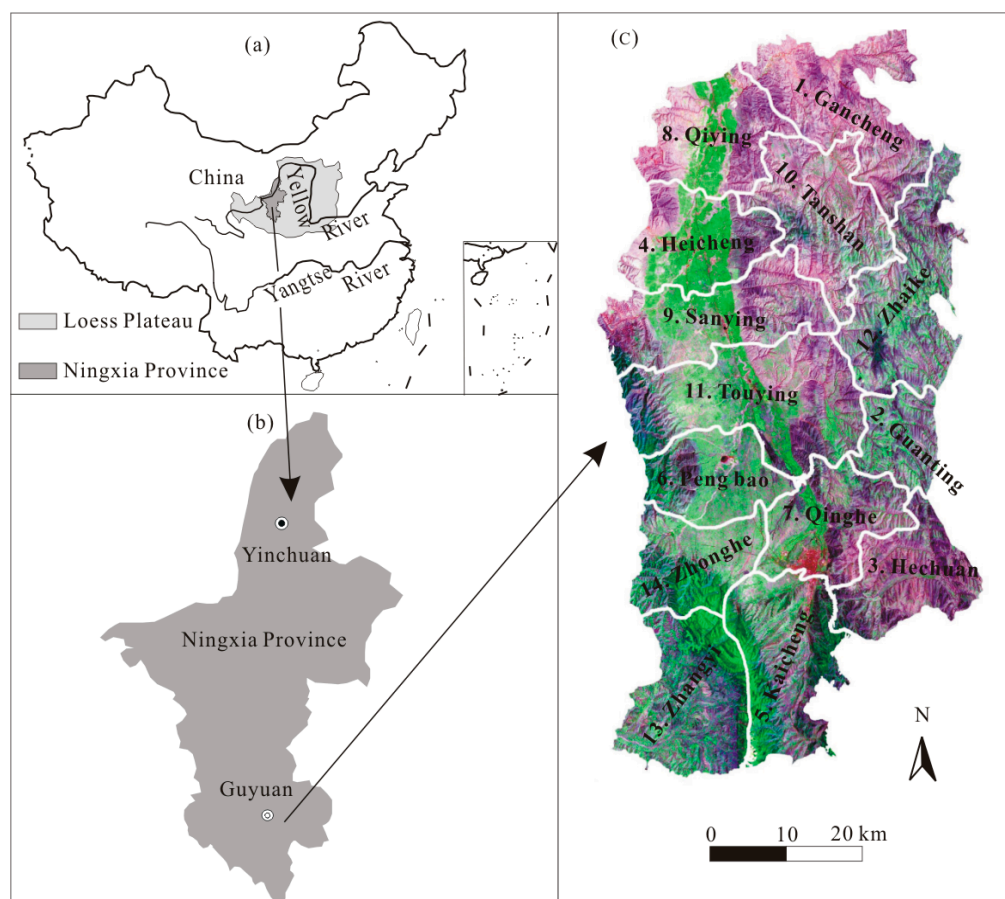 (a)
China
Yellow
River
Yangtse River
Loess Plateau
Ningxia Province
(b)
Yinchuan
Ningxia Province
Guyuan
(c)
1. Gancheng
8. Qiying
10. Tanshan
4. Heicheng
9. Sanying
12. Zhaike
11. Touying
2. Guanting
6. Peng bao
7. Qinghe
14. Zhonghe
3. Hechuan
13. Zhangyi
5. Kaicheng
N
0 10 20 km